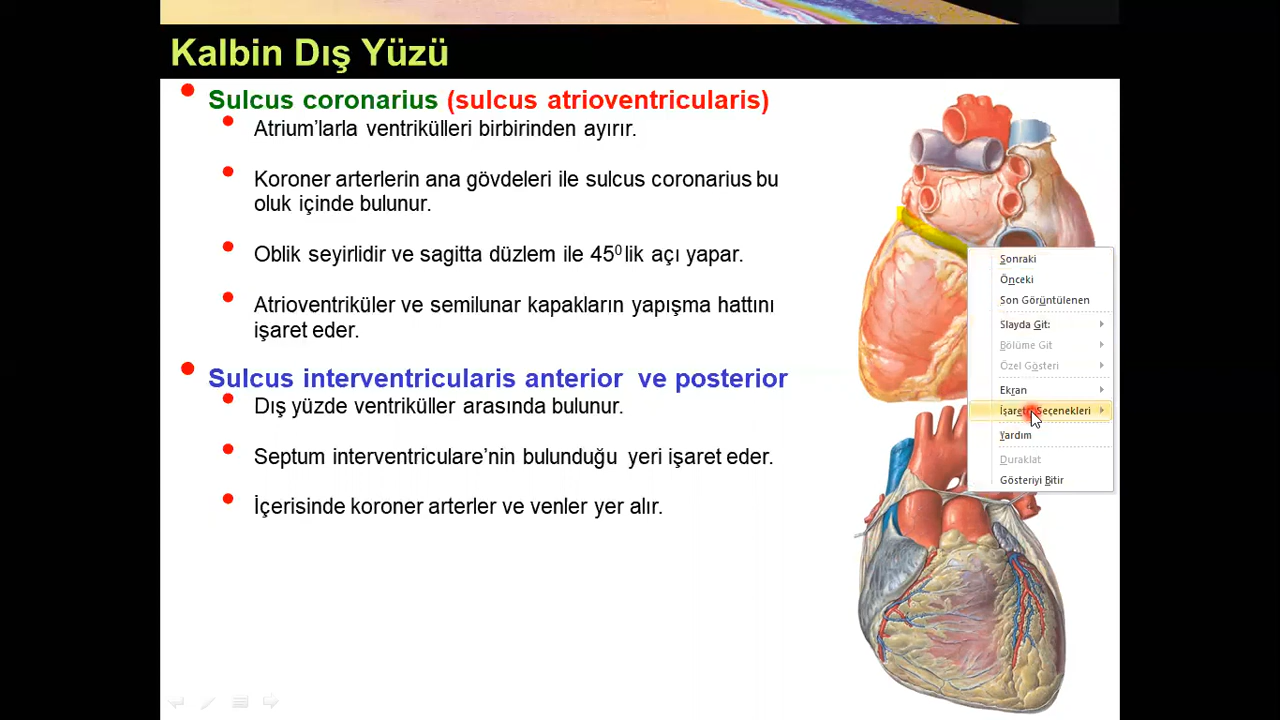 Kalbin Dış Yüzü
Sulcus coronarius (sulcus atrioventricularis)
Atrium’larla ventrikülleri birbirinden ayırır.
Koroner arterlerin ana gövdeleri ile sulcus coronarius bu
oluk içinde bulunur.
Oblik seyirlidir ve sagitta düzlem ile 45⁰ lik açı yapar.
Atrioventriküler ve semilunar kapakların yapışma hattını
işaret eder.
Sulcus interventricularis anterior ve posterior
Dış yüzde ventriküller arasında bulunur.
Septum interventriculare’nin bulunduğu yeri işaret eder.
İçerisinde koroner arterler ve venler yer alır.
Sonraki
Önceki
Son Görüntülenen
Slayda Git:
Bölüme Git
Özel Gösteri
Ekran
Seçenekleri
Yardım
Duraklat
Gösteriyi Bitir